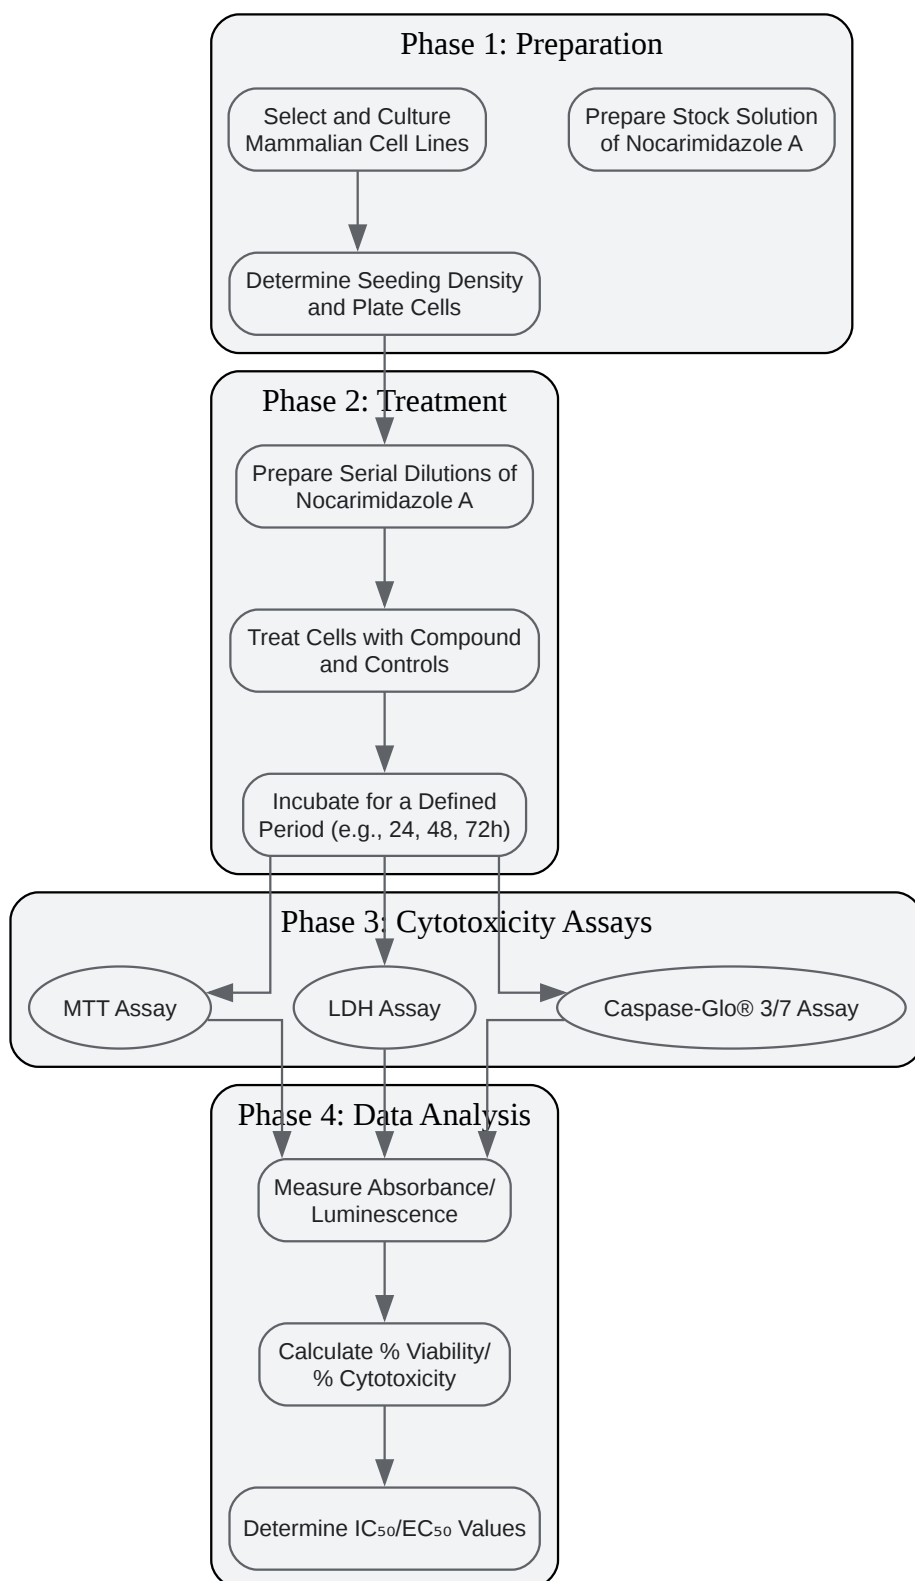 Phase 1: Preparation
Select and Culture
Mammalian Cell Lines
Prepare Stock Solution
of Nocarimidazole A
Determine Seeding Density
and Plate Cells
Phase 2: Treatment
Prepare Serial Dilutions of
Nocarimidazole A
Treat Cells with Compound
and Controls
Incubate for a Defined
Period (e.g., 24, 48, 72h)
Phase 3: Cytotoxicity Assays
MTT Assay
LDH Assay
Caspase-Glo® 3/7 Assay
Phase 4: Data Analysis
Measure Absorbance/
Luminescence
Calculate % Viability/
% Cytotoxicity
Determine IC₅₀/EC₅₀ Values